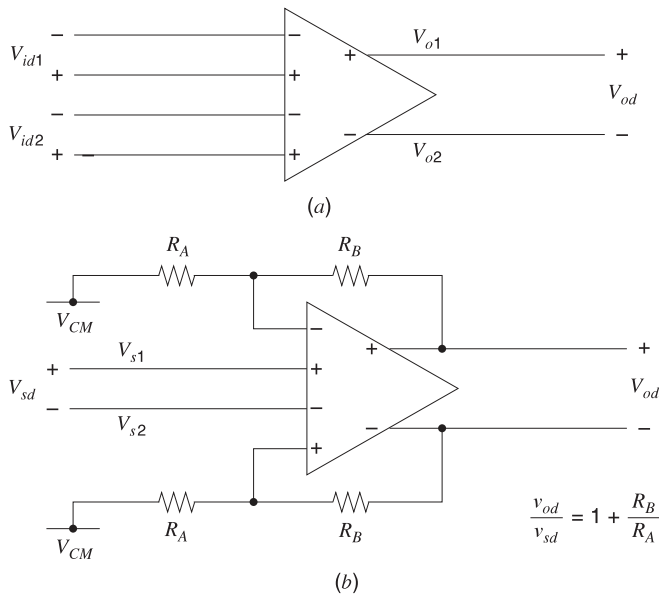 − − V_o1
V_id1 + +
+ + V_od
− −
V_id2 − −
+ + V_o2
(a)
R_A R_B
V_CM −
V_s1 + +
+ +
V_sd V_od
− − − −
V_s2 +
R_A R_B
V_CM
v_od / v_sd = 1 + R_B / R_A
(b)